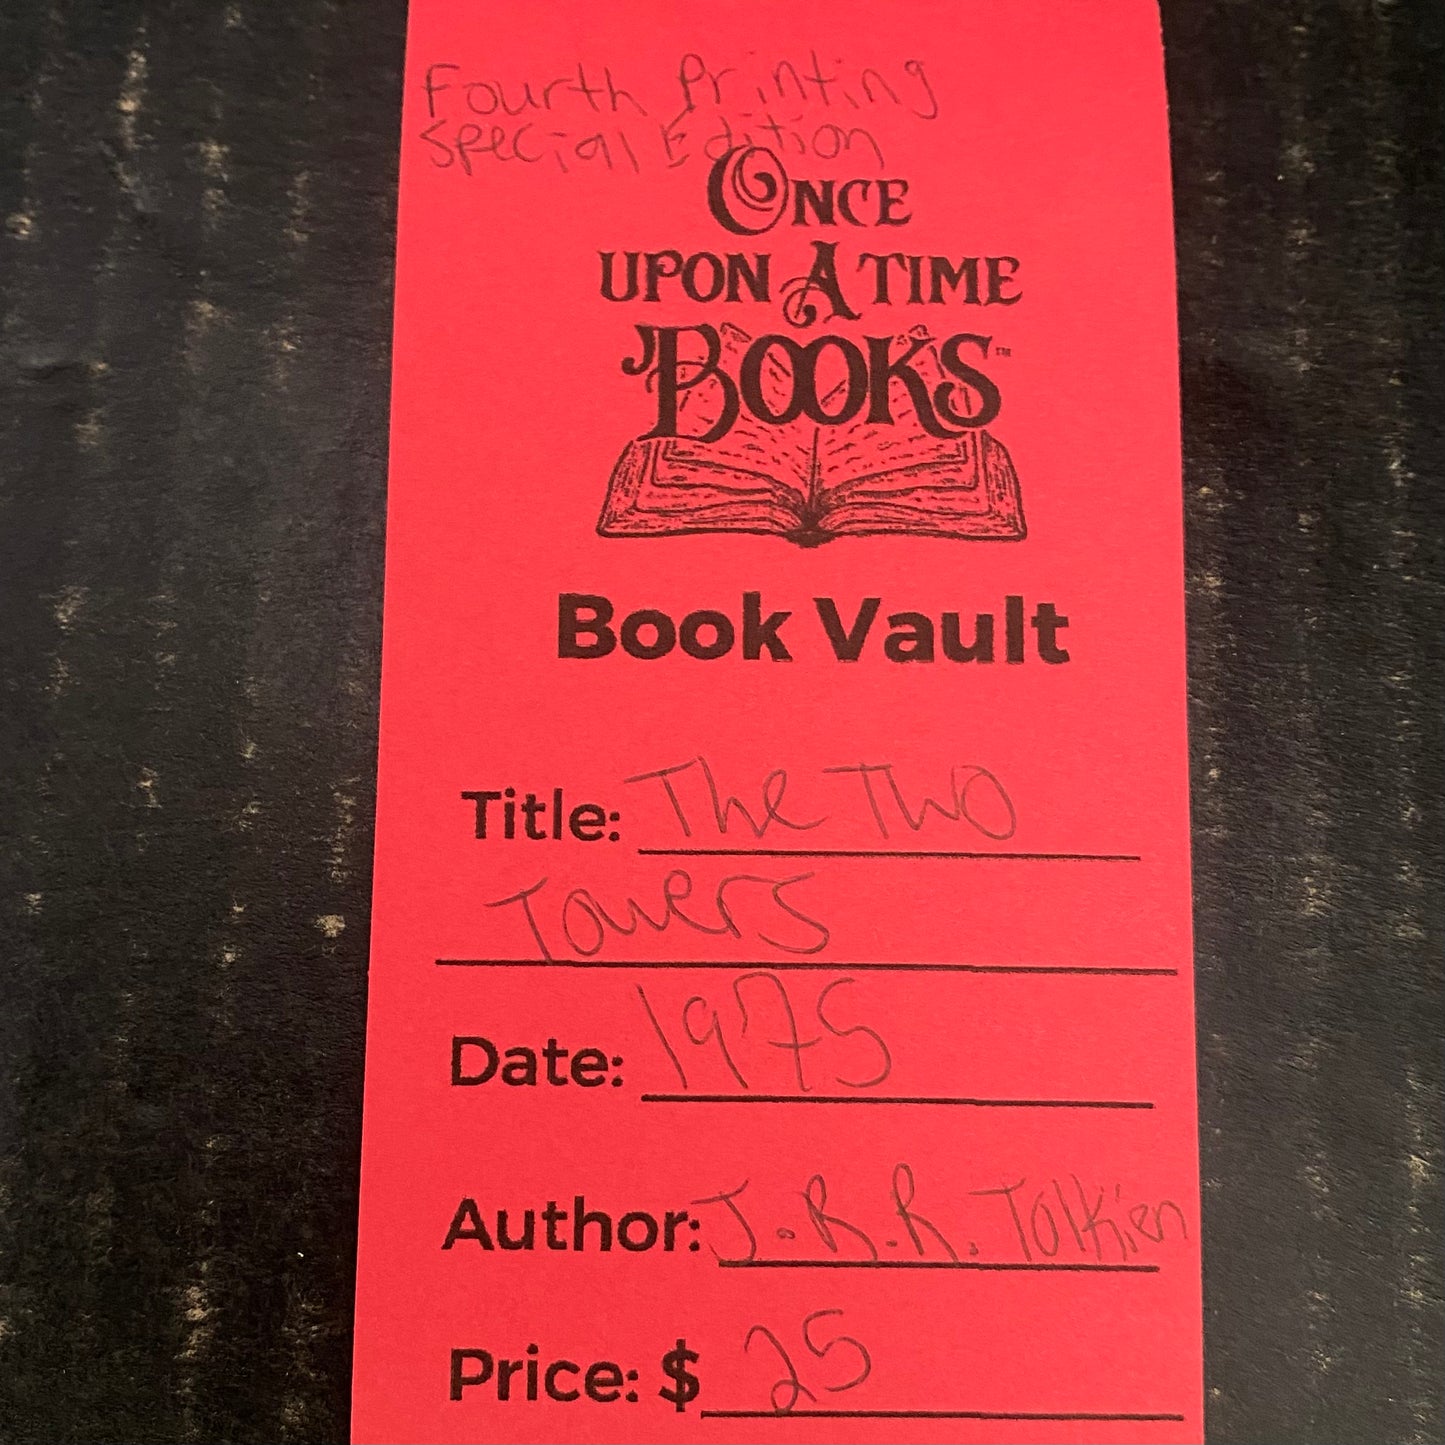 Fourth Printing
Special Edition
ONCE
UPON A TIME
BOOKS™
Book Vault
Title: The Two
Towers
Date: 1975
Author: J.R.R. Tolkien
Price: $ 25